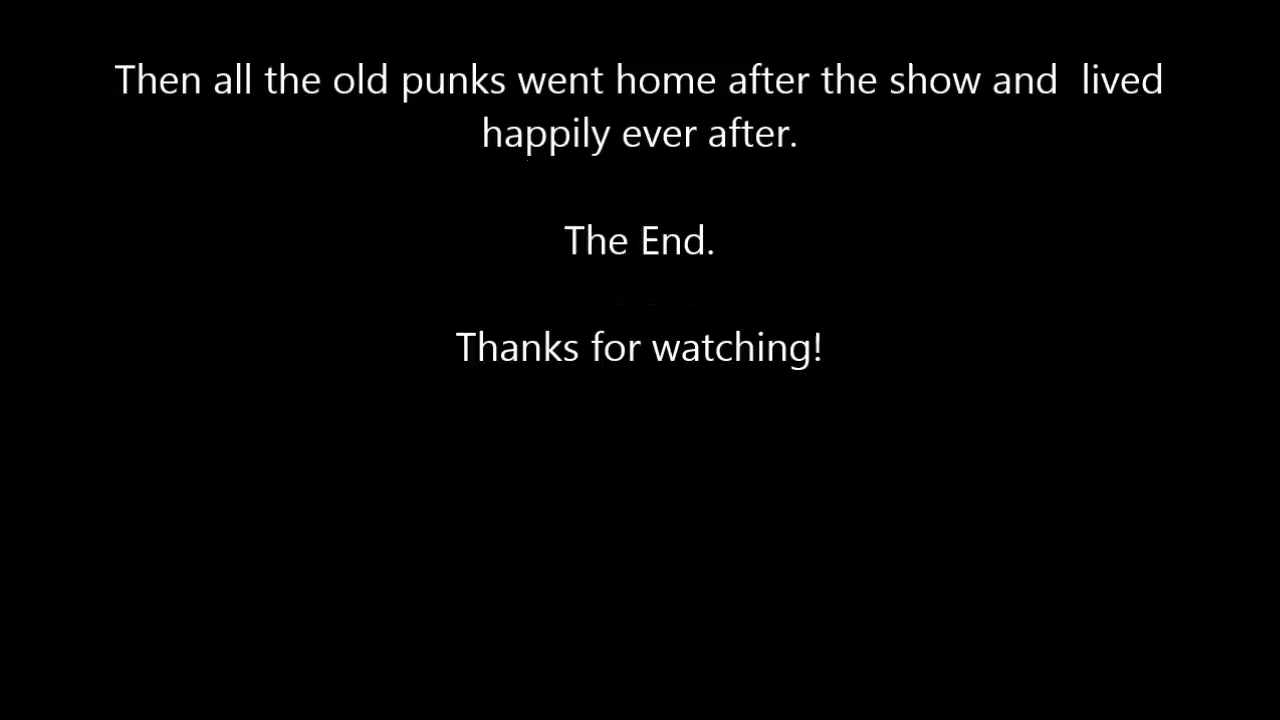 Then all the old punks went home after the show and  lived
happily ever after.
The End.
Thanks for watching!